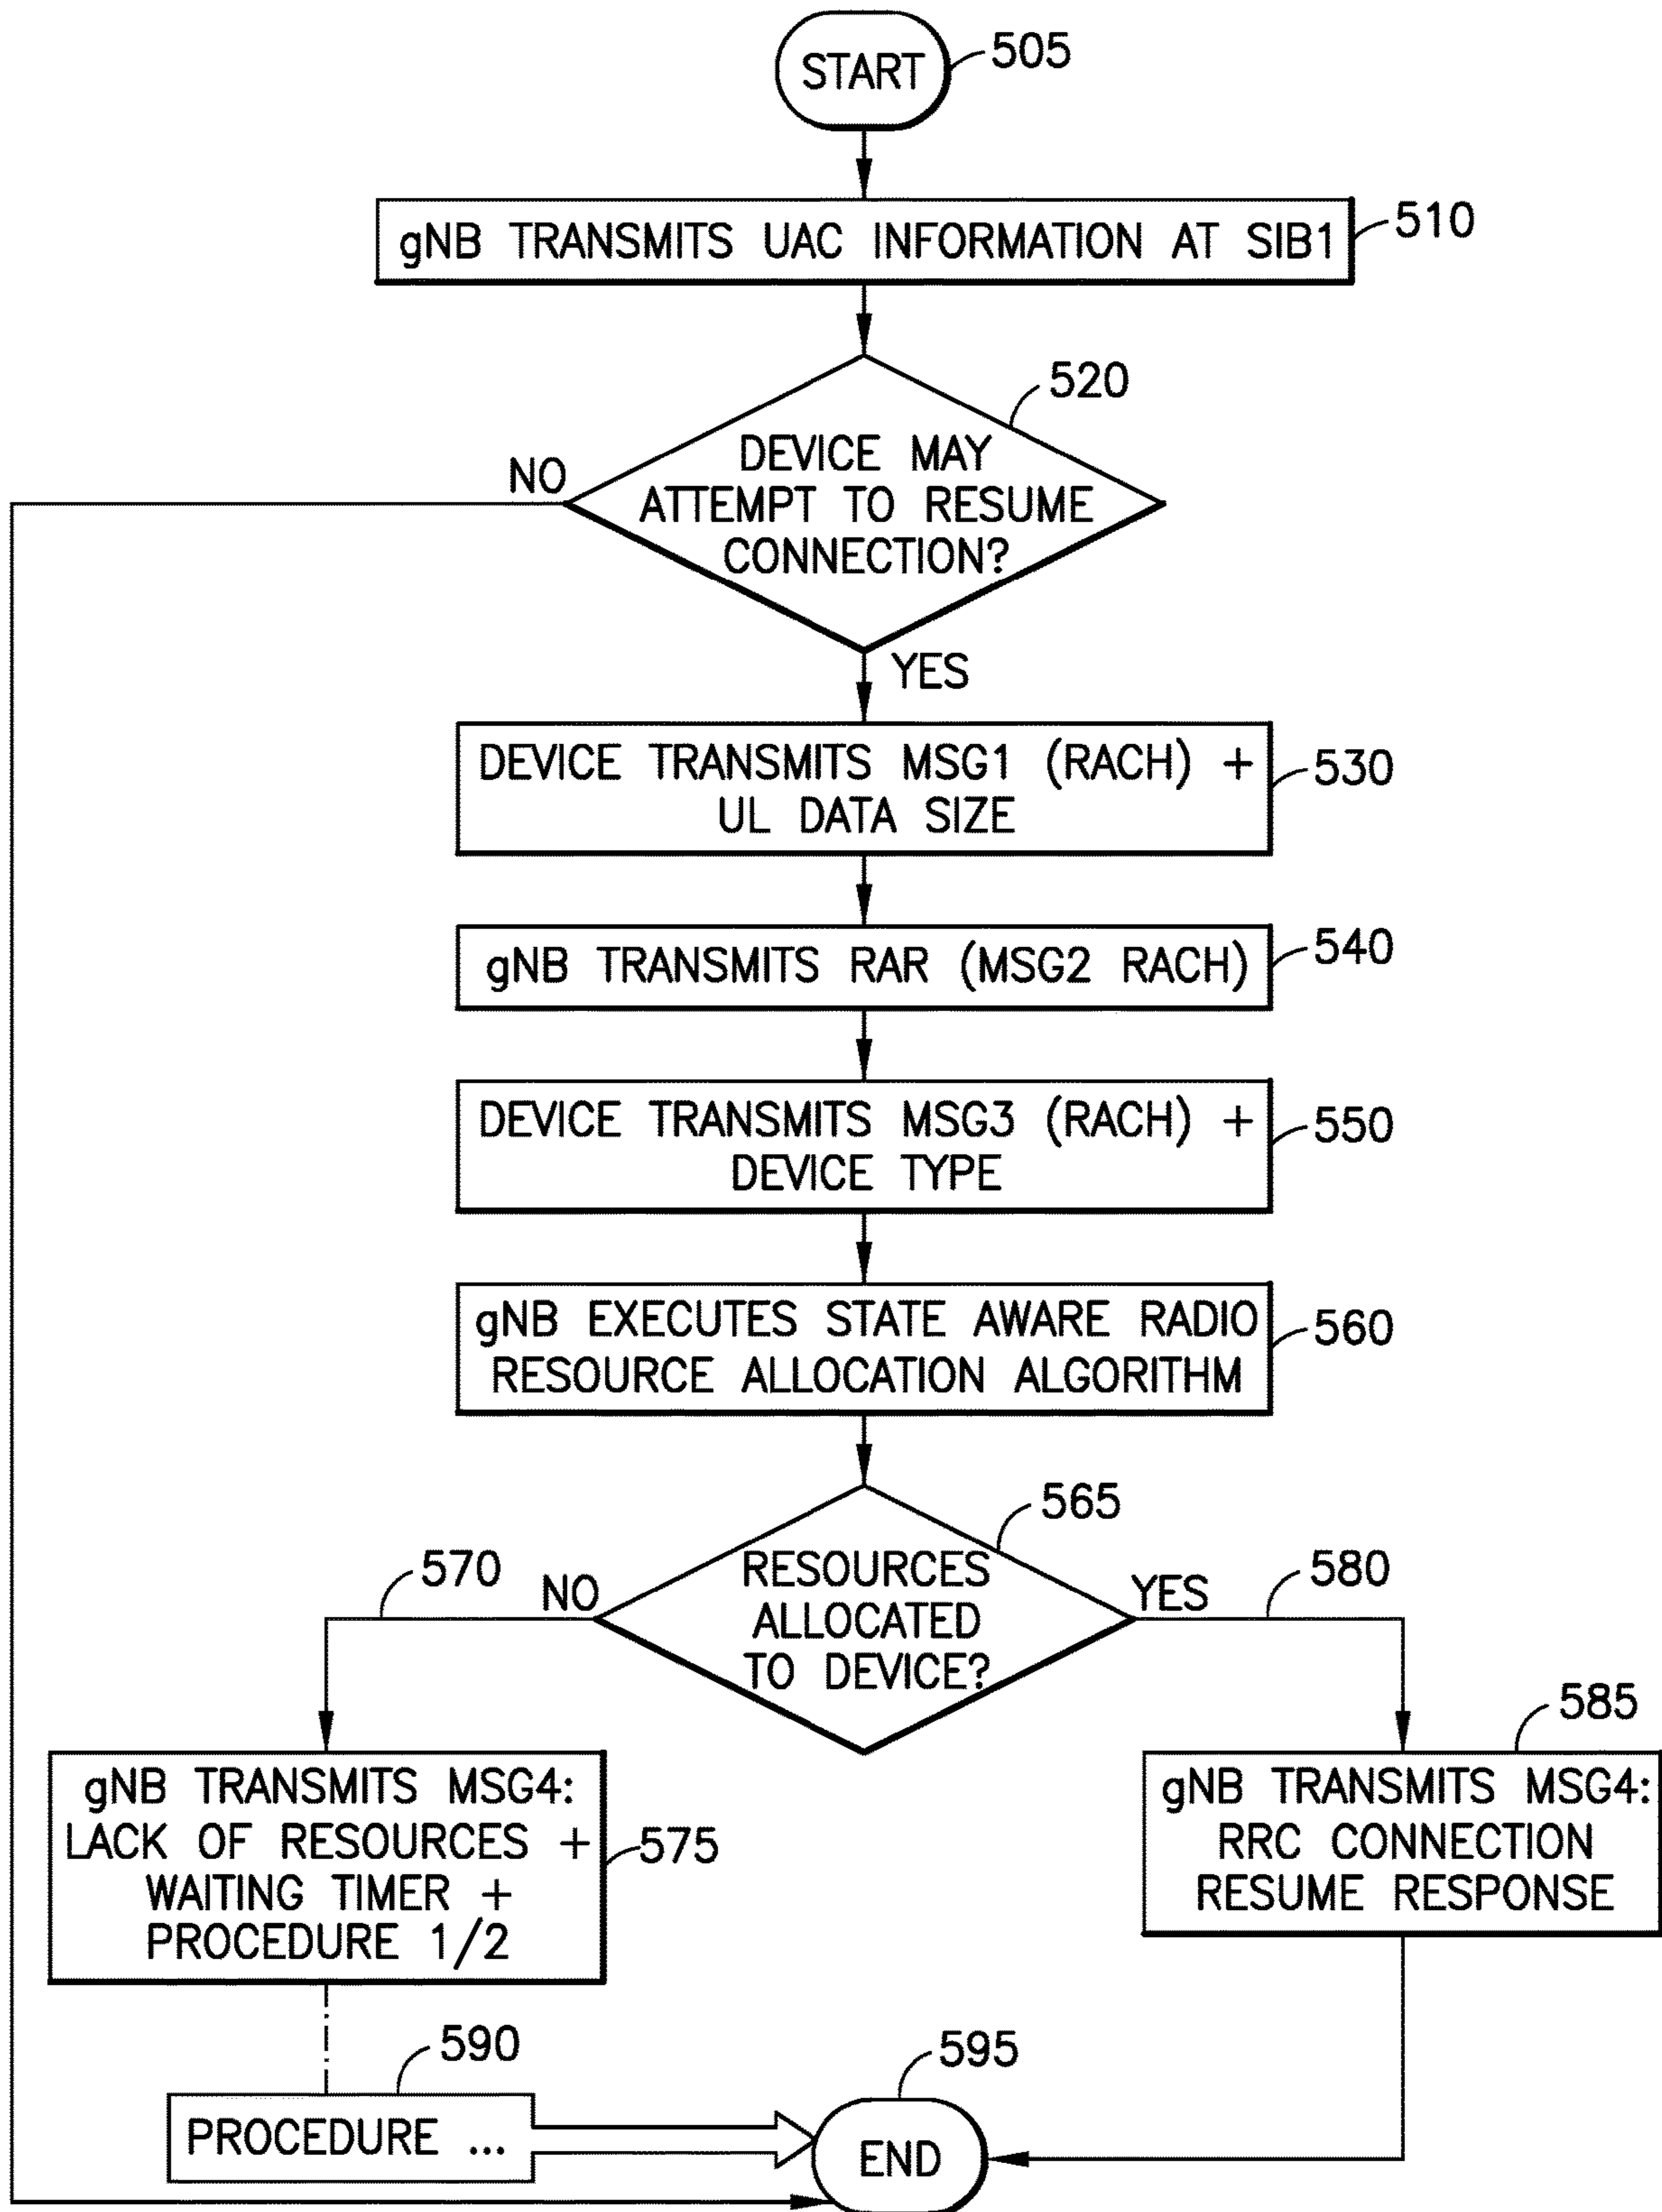 START
505
gNB TRANSMITS UAC INFORMATION AT SIB1
510
520
DEVICE MAY
ATTEMPT TO RESUME
CONNECTION?
NO
YES
DEVICE TRANSMITS MSG1 (RACH) +
UL DATA SIZE
530
gNB TRANSMITS RAR (MSG2 RACH)
540
DEVICE TRANSMITS MSG3 (RACH) +
DEVICE TYPE
550
gNB EXECUTES STATE AWARE RADIO
RESOURCE ALLOCATION ALGORITHM
560
565
RESOURCES
ALLOCATED
TO DEVICE?
570
NO
YES
580
gNB TRANSMITS MSG4:
LACK OF RESOURCES +
WAITING TIMER +
PROCEDURE 1/2
575
585
gNB TRANSMITS MSG4:
RRC CONNECTION
RESUME RESPONSE
590
PROCEDURE ...
595
END